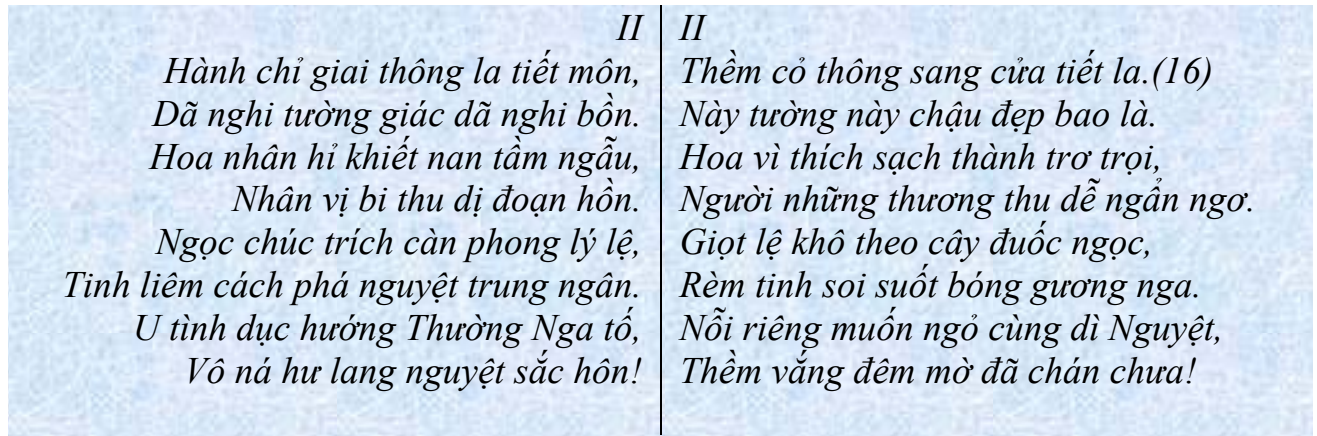 II
Hành chỉ giai thông la tiết môn,
Dã nghi tường giác dã nghi bồn.
Hoa nhân hỉ khiết nan tầm ngẫu,
Nhân vị bi thu dị đoạn hồn.
Ngọc chúc trích càn phong lý lệ,
Tinh liêm cách phá nguyệt trung ngân.
U tình dục hướng Thường Nga tố,
Vô ná hư lang nguyệt sắc hôn!
II
Thềm cỏ thông sang cửa tiết la.(16)
Này tường này chậu đẹp bao là.
Hoa vì thích sạch thành trơ trọi,
Người những thương thu dễ ngẩn ngơ.
Giọt lệ khô theo cây đuốc ngọc,
Rèm tinh soi suốt bóng gương nga.
Nỗi riêng muốn ngỏ cùng dì Nguyệt,
Thềm vắng đêm mờ đã chán chưa!